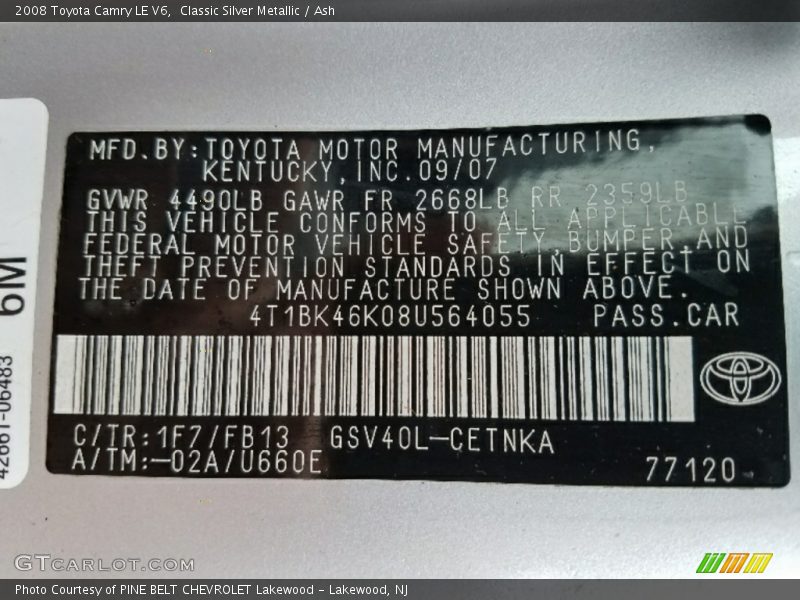 2008 Toyota Camry LE V6,  Classic Silver Metallic / Ash
MFD.BY:TOYOTA MOTOR MANUFACTURING,
KENTUCKY,INC.09/07
GVWR 4490LB GAWR FR 2668LB RR 2359LB
THIS VEHICLE CONFORMS TO ALL APPLICABLE
FEDERAL MOTOR VEHICLE SAFETY,BUMPER,AND
THEFT PREVENTION STANDARDS IN EFFECT ON
THE DATE OF MANUFACTURE SHOWN ABOVE.
4T1BK46K08U564055 PASS.CAR
C/TR:1F7/FB13 GSV40L-CETNKA
A/TM:-02A/U660E 77120
6M
42661-06483
GTCARLOT.COM
Photo Courtesy of PINE BELT CHEVROLET Lakewood - Lakewood, NJ